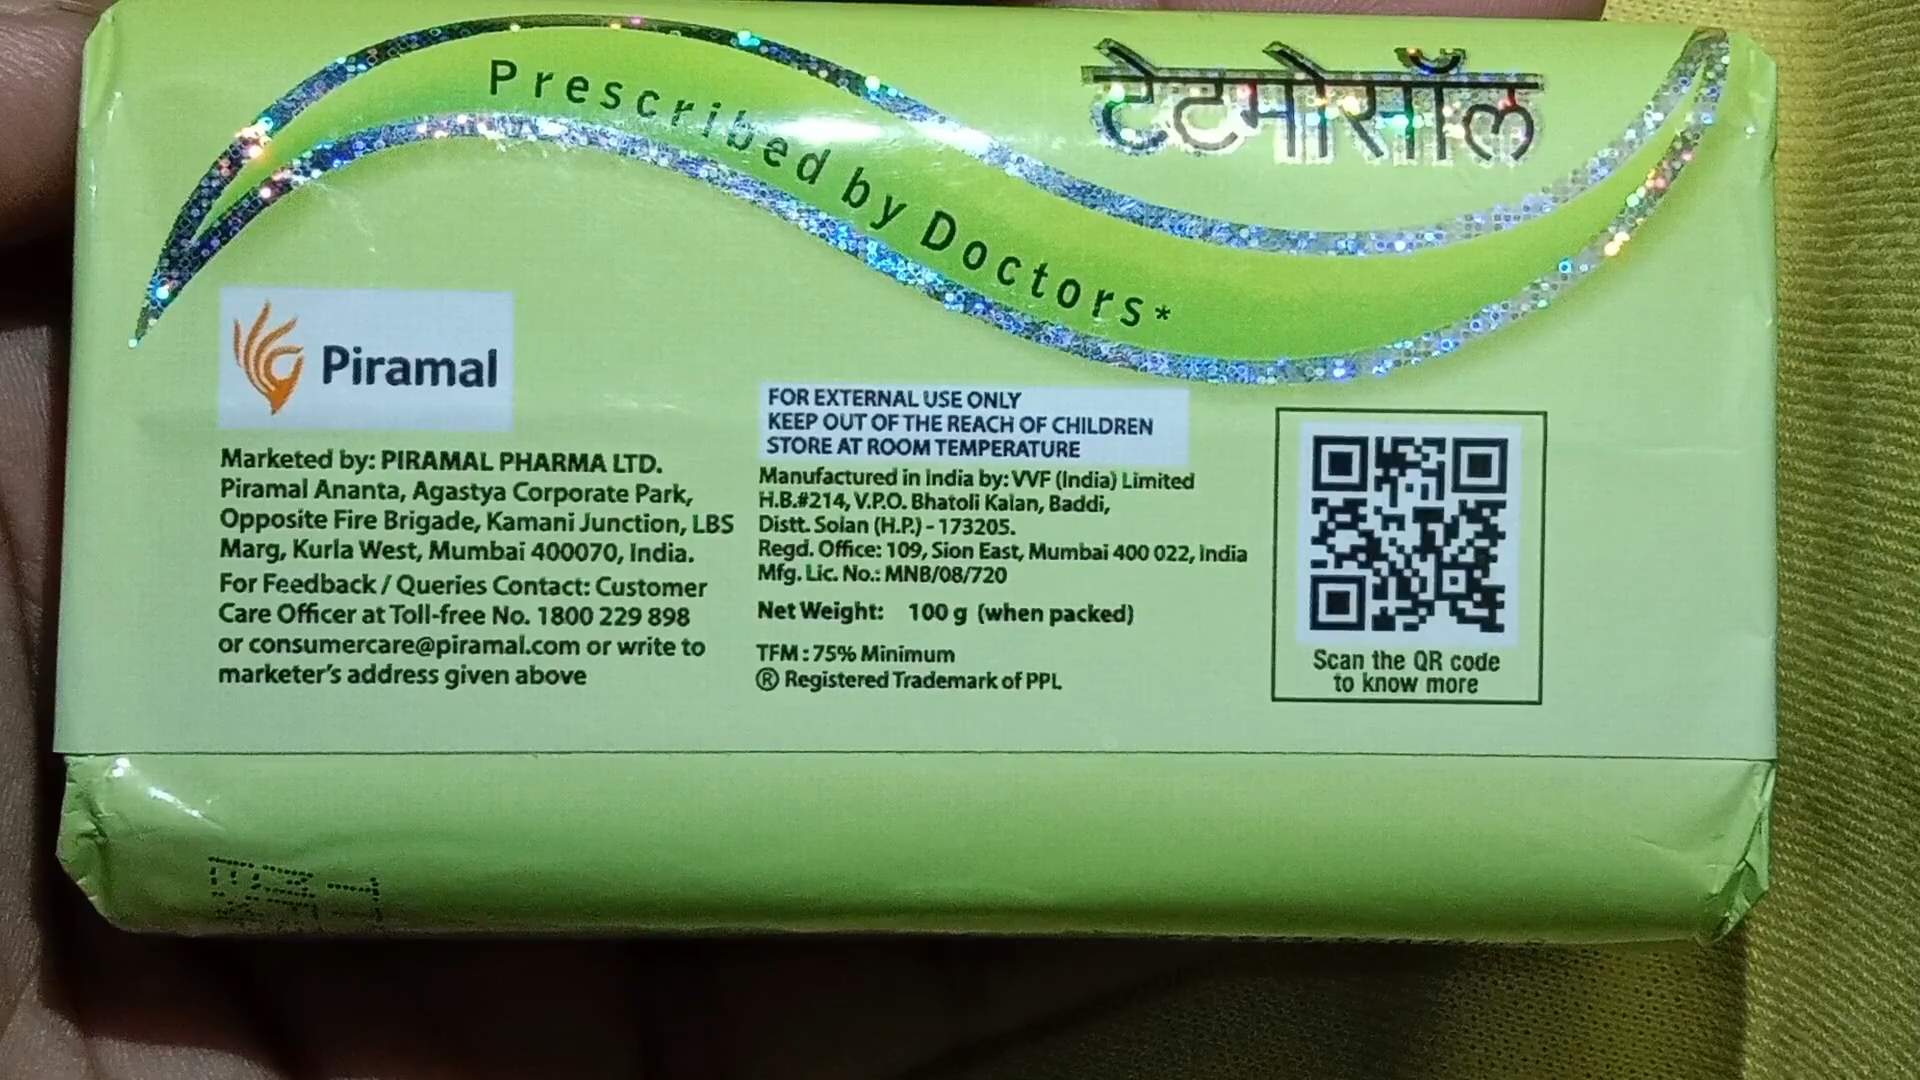 Prescribed by Doctors*
टेटमोसॉल
Piramal
Marketed by: PIRAMAL PHARMA LTD.
Piramal Ananta, Agastya Corporate Park,
Opposite Fire Brigade, Kamani Junction, LBS
Marg, Kurla West, Mumbai 400070, India.
For Feedback / Queries Contact: Customer
Care Officer at Toll-free No. 1800 229 898
or consumercare@piramal.com or write to
marketer's address given above
FOR EXTERNAL USE ONLY
KEEP OUT OF THE REACH OF CHILDREN
STORE AT ROOM TEMPERATURE
Manufactured in India by: VVF (India) Limited
H.B.#214, V.P.O. Bhatoli Kalan, Baddi,
Distt. Solan (H.P.) - 173205.
Regd. Office: 109, Sion East, Mumbai 400 022, India
Mfg. Lic. No.: MNB/08/720
Net Weight: 100 g (when packed)
TFM : 75% Minimum
® Registered Trademark of PPL
Scan the QR code
to know more